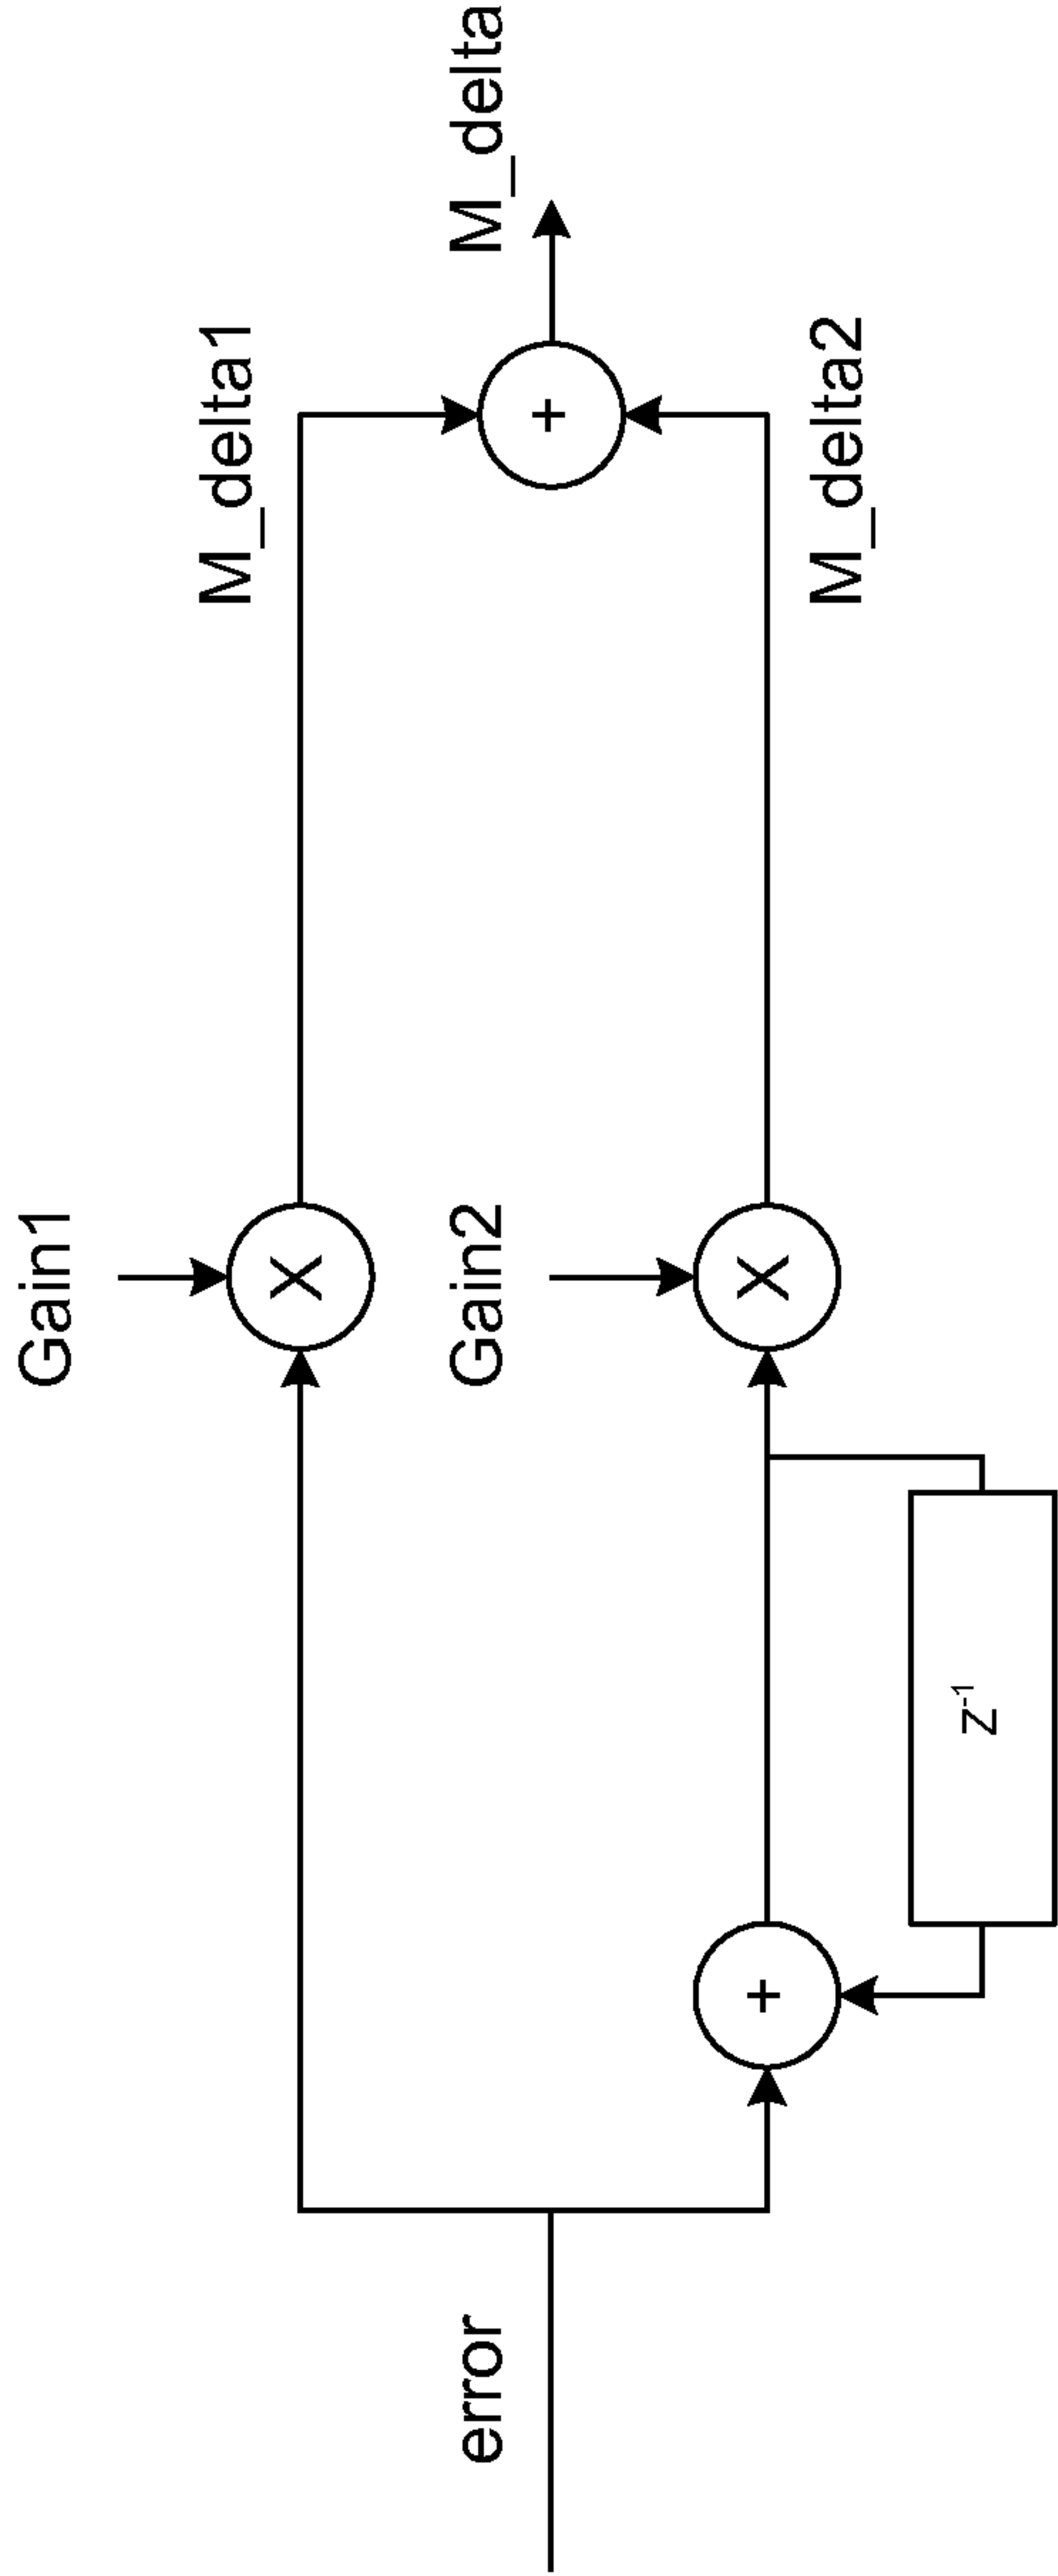 Gain1
M_delta1
X
error
Gain2
+
M_delta
+
X
M_delta2
Z-1